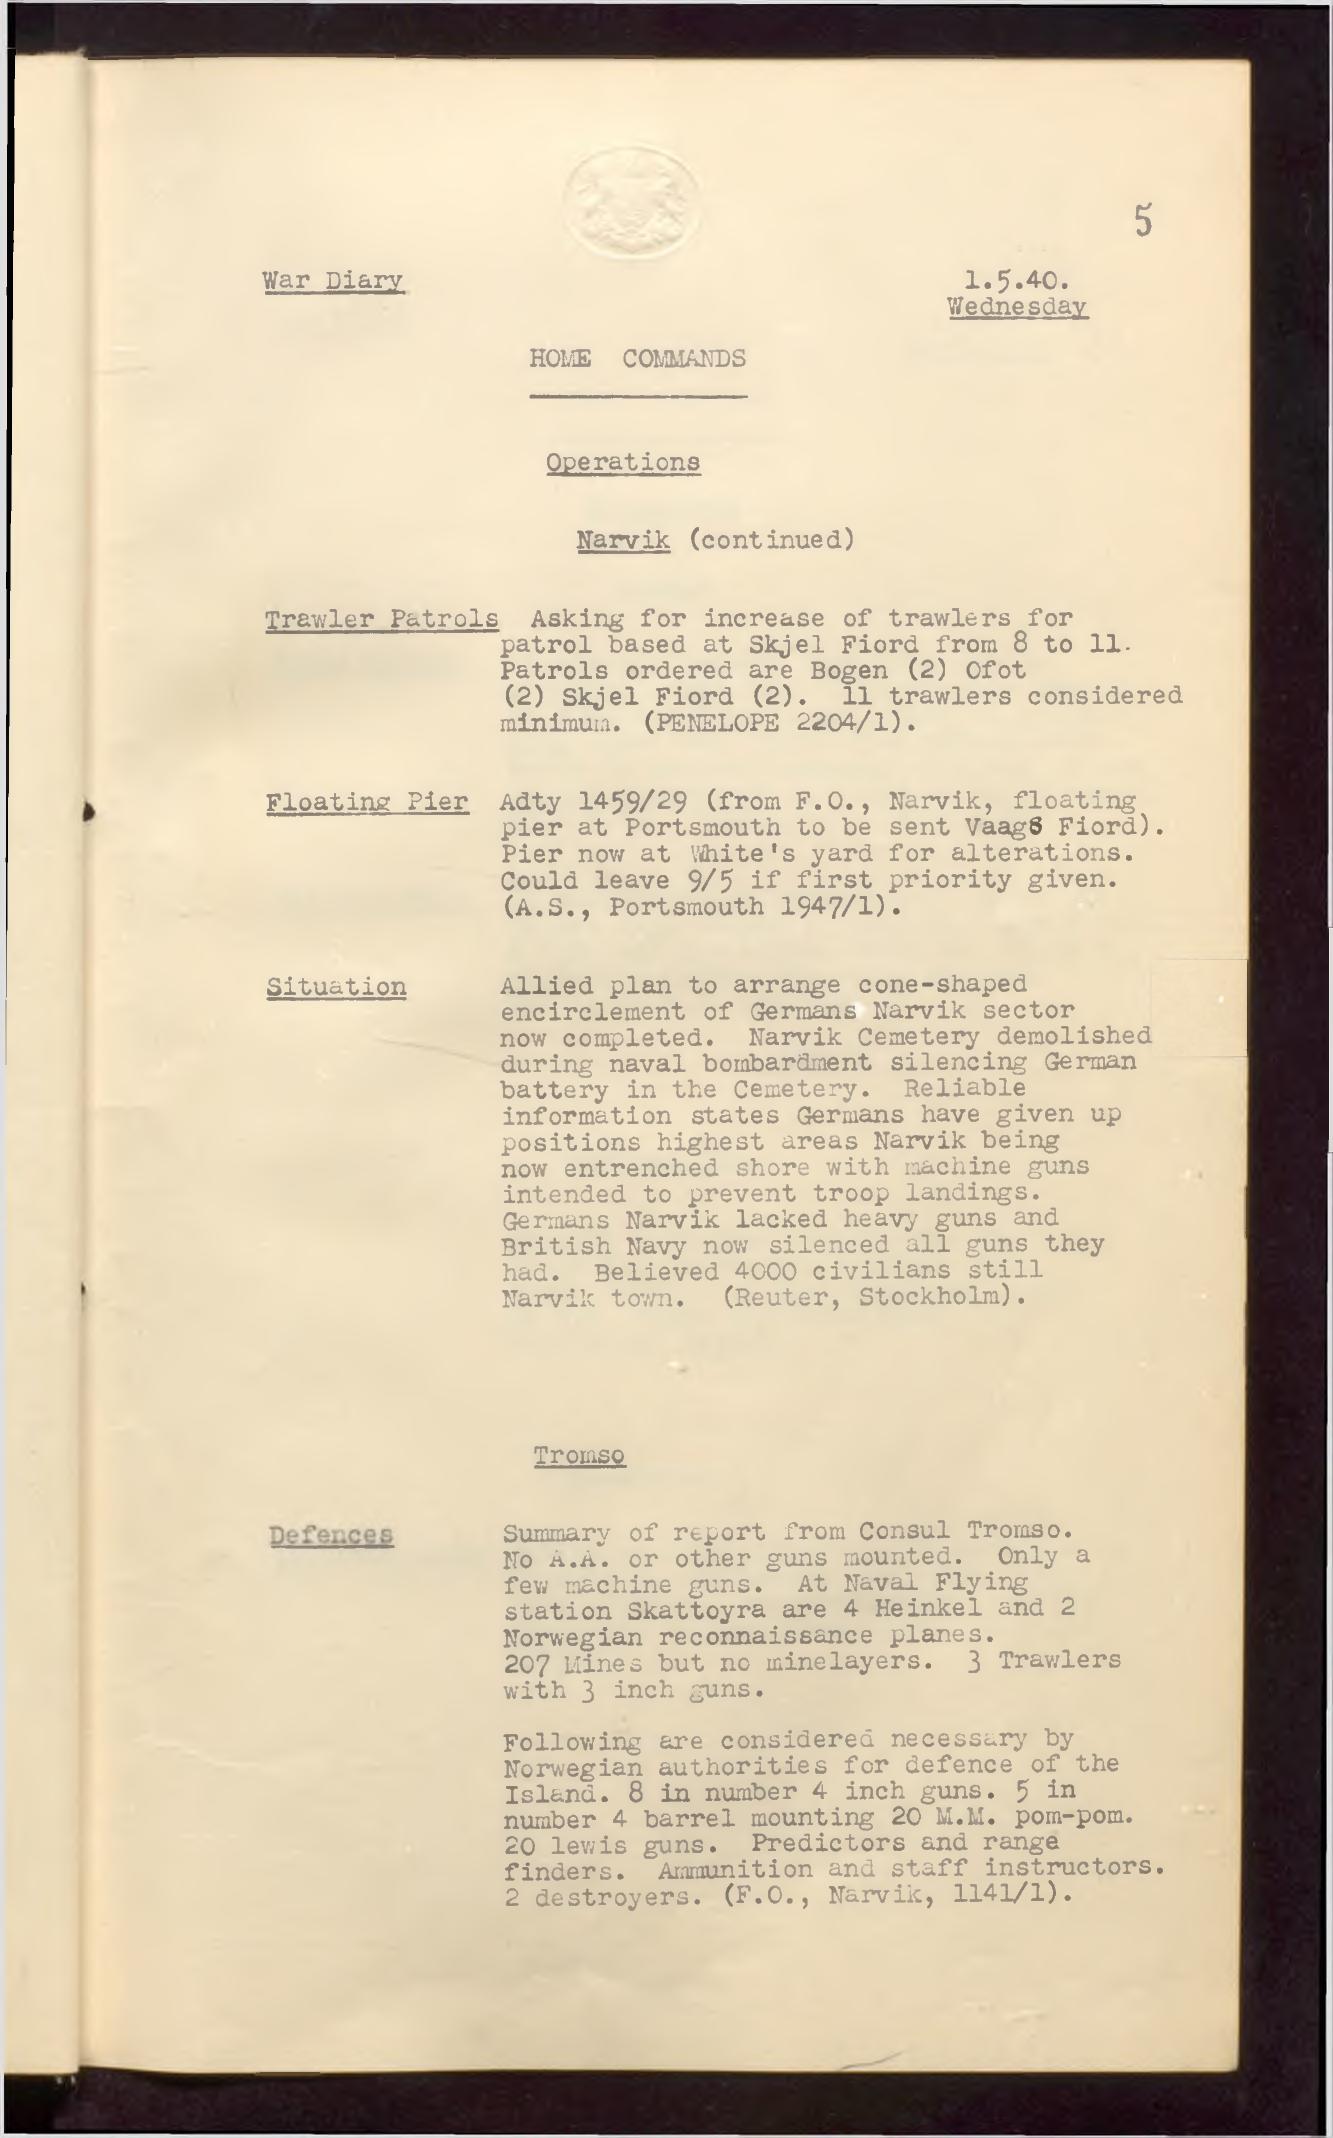 5
War Diary
1.5.40.
Wednesday
HOME COMMANDS
Operations
Narvik (continued)
Trawler Patrols Asking for increase of trawlers for
patrol based at Skjel Fiord from 8 to 11.
Patrols ordered are Bogen (2) Ofot
(2) Skjel Fiord (2). 11 trawlers considered
minimum. (PENELOPE 2204/1).
Floating Pier Adty 1459/29 (from F.O., Narvik, floating
pier at Portsmouth to be sent Vaags Fiord).
Pier now at White's yard for alterations.
Could leave 9/5 if first priority given.
(A.S., Portsmouth 1947/1).
Situation Allied plan to arrange cone-shaped
encirclement of Germans Narvik sector
now completed. Narvik Cemetery demolished
during naval bombardment silencing German
battery in the Cemetery. Reliable
information states Germans have given up
positions highest areas Narvik being
now entrenched shore with machine guns
intended to prevent troop landings.
Germans Narvik lacked heavy guns and
British Navy now silenced all guns they
had. Believed 4000 civilians still
Narvik town. (Reuter, Stockholm).
Tromso
Defences Summary of report from Consul Tromso.
No A.A. or other guns mounted. Only a
few machine guns. At Naval Flying
station Skattoyra are 4 Heinkel and 2
Norwegian reconnaissance planes.
207 Mines but no minelayers. 3 Trawlers
with 3 inch guns.
Following are considered necessary by
Norwegian authorities for defence of the
Island. 8 in number 4 inch guns. 5 in
number 4 barrel mounting 20 M.M. pom-pom.
20 lewis guns. Predictors and range
finders. Ammunition and staff instructors.
2 destroyers. (F.O., Narvik, 1141/1).